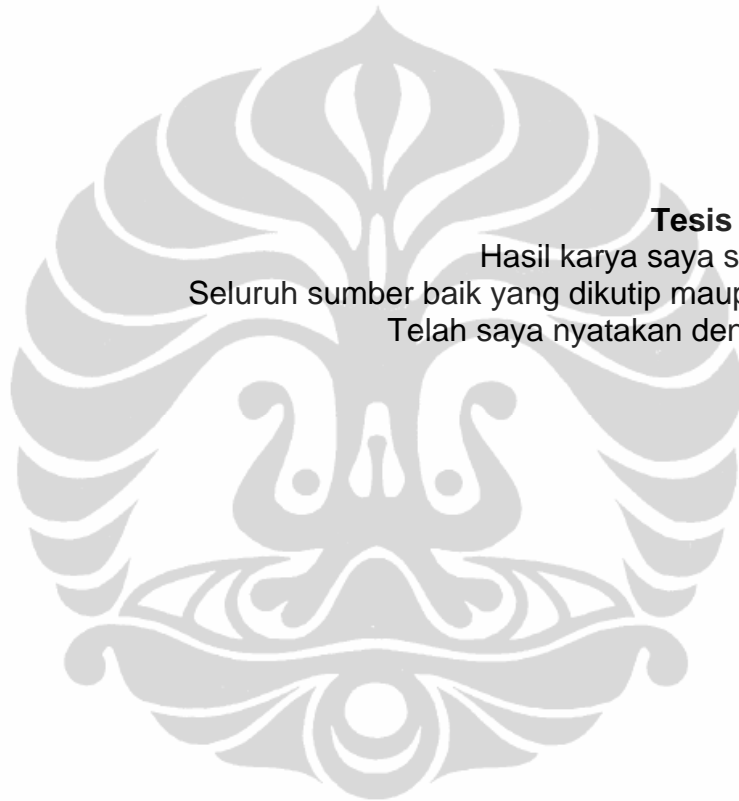 Tesis
Hasil karya saya s
Seluruh sumber baik yang dikutip maup
Telah saya nyatakan den